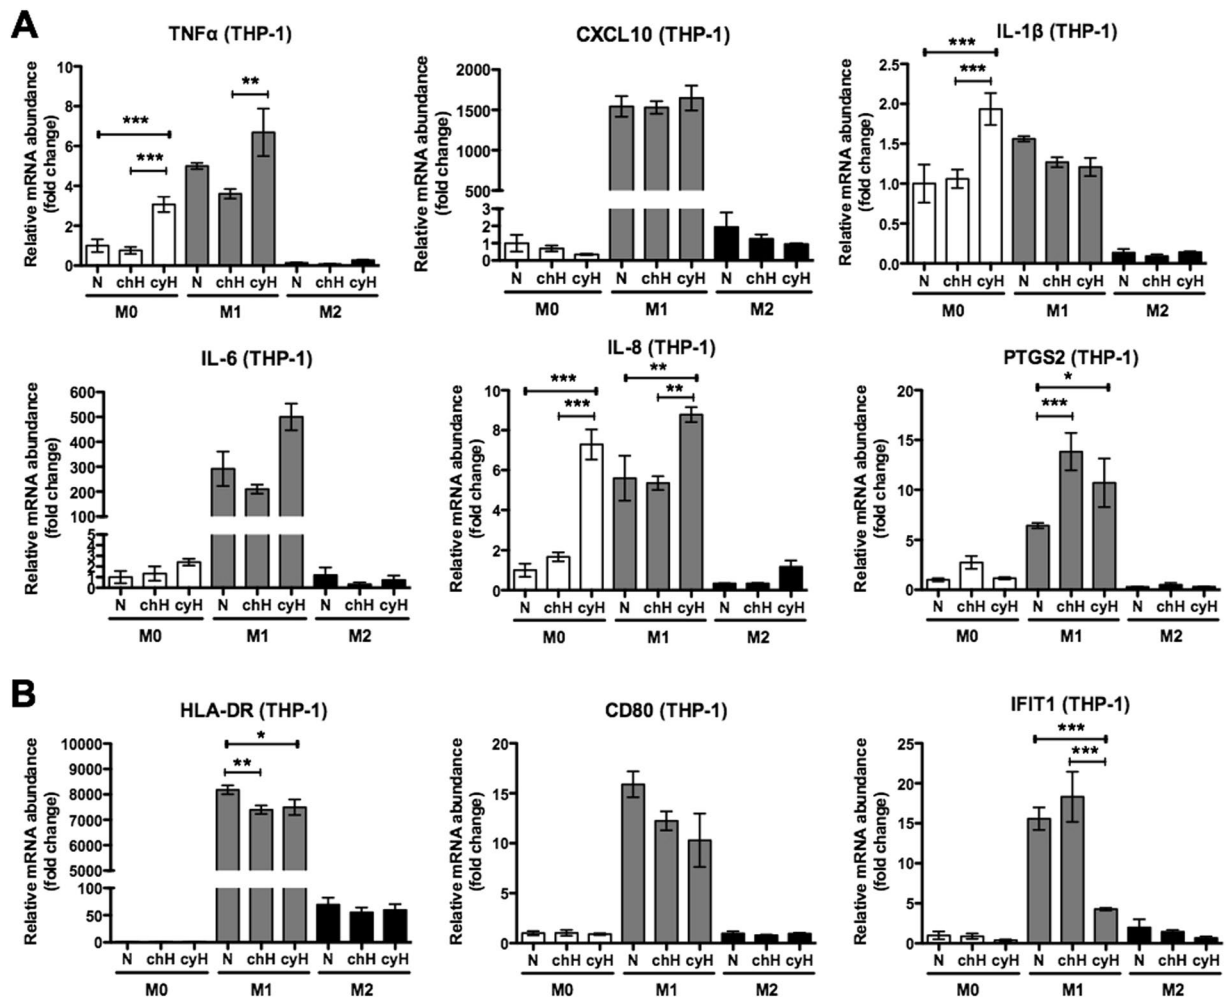 A
TNFα (THP-1)
Relative mRNA abundance
(fold change)
10
8
6
4
2
0
***
***
**
N chH cyH N chH cyH N chH cyH
M0 M1 M2
CXCL10 (THP-1)
Relative mRNA abundance
(fold change)
2000
1500
1000
500
3
2
1
0
N chH cyH N chH cyH N chH cyH
M0 M1 M2
IL-1β (THP-1)
Relative mRNA abundance
(fold change)
2.5
2.0
1.5
1.0
0.5
0.0
***
***
N chH cyH N chH cyH N chH cyH
M0 M1 M2
IL-6 (THP-1)
Relative mRNA abundance
(fold change)
600
500
400
300
200
100
5
4
3
2
1
0
N chH cyH N chH cyH N chH cyH
M0 M1 M2
IL-8 (THP-1)
Relative mRNA abundance
(fold change)
10
8
6
4
2
0
***
***
**
**
N chH cyH N chH cyH N chH cyH
M0 M1 M2
PTGS2 (THP-1)
Relative mRNA abundance
(fold change)
20
15
10
5
0
*
***
N chH cyH N chH cyH N chH cyH
M0 M1 M2
B
HLA-DR (THP-1)
Relative mRNA abundance
(fold change)
10000
9000
8000
7000
6000
5000
100
50
0
*
**
N chH cyH N chH cyH N chH cyH
M0 M1 M2
CD80 (THP-1)
Relative mRNA abundance
(fold change)
20
15
10
5
0
N chH cyH N chH cyH N chH cyH
M0 M1 M2
IFIT1 (THP-1)
Relative mRNA abundance
(fold change)
25
20
15
10
5
0
***
***
N chH cyH N chH cyH N chH cyH
M0 M1 M2